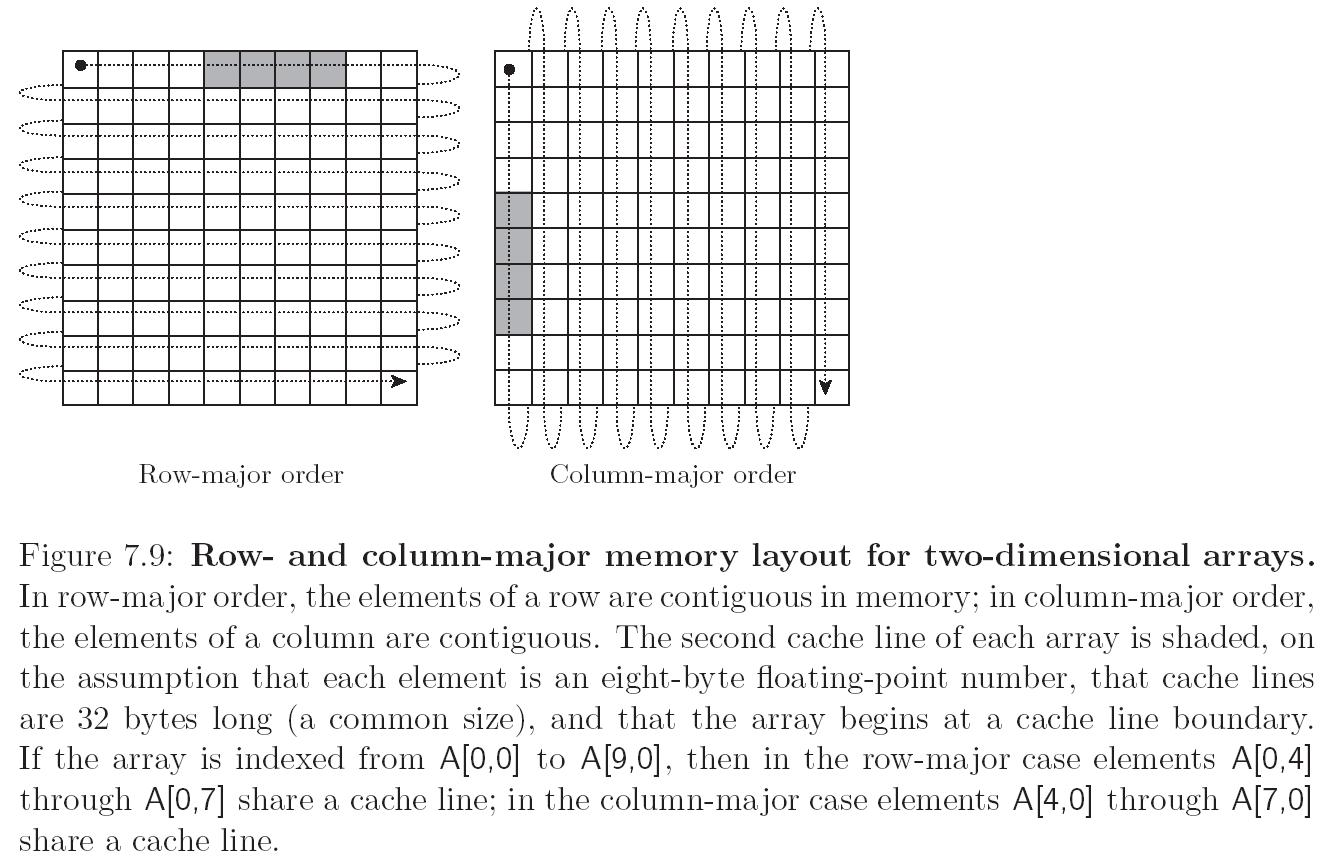 Row-major order
Column-major order
Figure 7.9: Row- and column-major memory layout for two-dimensional arrays.
In row-major order, the elements of a row are contiguous in memory; in column-major order,
the elements of a column are contiguous. The second cache line of each array is shaded, on
the assumption that each element is an eight-byte floating-point number, that cache lines
are 32 bytes long (a common size), and that the array begins at a cache line boundary.
If the array is indexed from A[0,0] to A[9,0], then in the row-major case elements A[0,4]
through A[0,7] share a cache line; in the column-major case elements A[4,0] through A[7,0]
share a cache line.